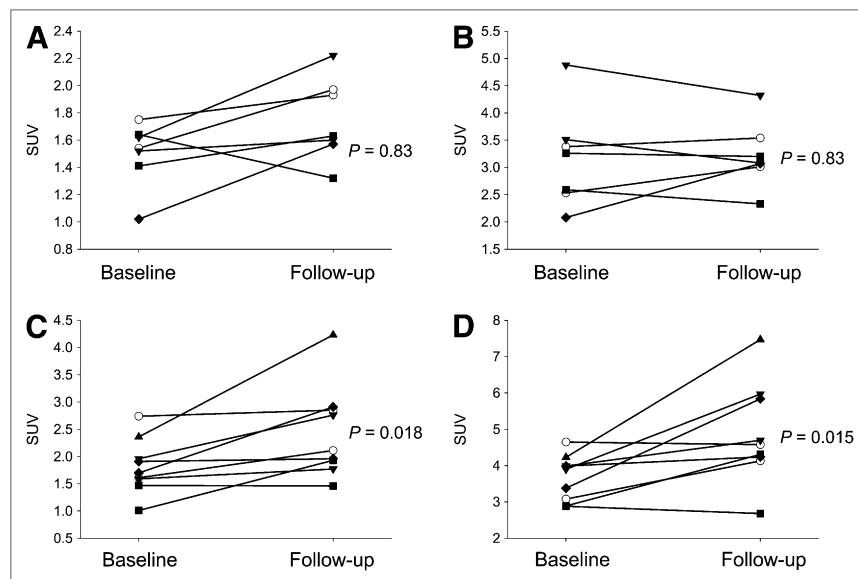 A
2.4
2.2
2.0
1.8
1.6
1.4
1.2
1.0
0.8
SUV
P = 0.83
Baseline Follow-up
B
5.5
5.0
4.5
4.0
3.5
3.0
2.5
2.0
1.5
SUV
P = 0.83
Baseline Follow-up
C
4.5
4.0
3.5
3.0
2.5
2.0
1.5
1.0
0.5
SUV
P = 0.018
Baseline Follow-up
D
8
7
6
5
4
3
2
SUV
P = 0.015
Baseline Follow-up